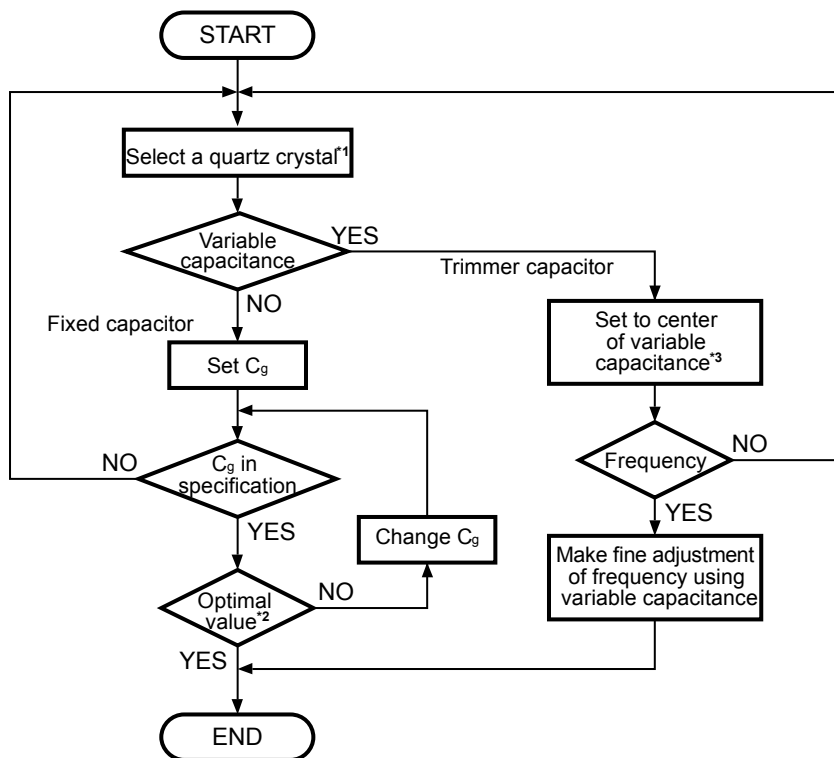 START
Select a quartz crystal*1
Variable
capacitance
YES
Trimmer capacitor
NO
Fixed capacitor
Set Cg
Set to center
of variable
capacitance*3
NO
Cg in
specification
YES
Change Cg
Frequency
NO
YES
Optimal
value*2
NO
YES
Make fine adjustment
of frequency using
variable capacitance
END